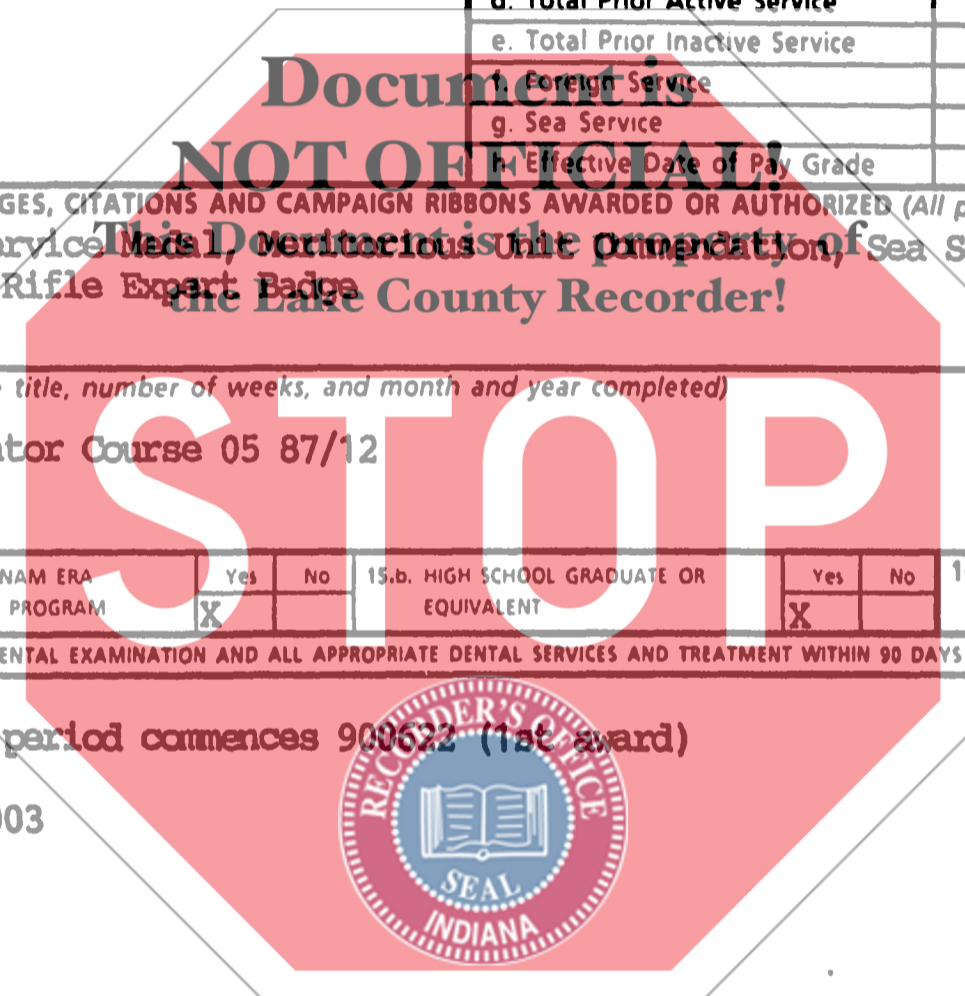 d. Total Prior Active Service
e. Total Prior Inactive Service
Document is
f. Foreign Service
g. Sea Service
NOT OFFICIAL!
h. Effective Date of Pay Grade
GES, CITATIONS AND CAMPAIGN RIBBONS AWARDED OR AUTHORIZED (All p
rvice Medal, Meritorious Unit Commendation, Sea S
This Document is the property of
Rifle Expert Badge
the Lake County Recorder!
title, number of weeks, and month and year completed)
STOP
tor Course 05 87/12
NAM ERA Yes No 15.b. HIGH SCHOOL GRADUATE OR Yes No 1
PROGRAM X EQUIVALENT X
ENTAL EXAMINATION AND ALL APPROPRIATE DENTAL SERVICES AND TREATMENT WITHIN 90 DAYS
period commences 900622 (1st award)
RECORDER'S OFFICE
003
SEAL
INDIANA